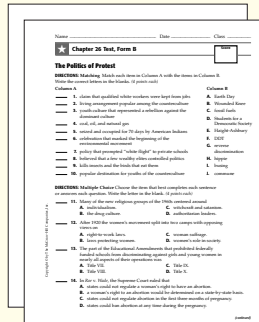 Name
Date
Class
Chapter 26 Test, Form B
SCORE
The Politics of Protest
DIRECTIONS: Matching Match each item in Column A with the items in Column B.
Write the correct letters in the blanks. (4 points each)
Column A
1. claim that qualified white workers were kept from jobs
2. living arrangement popular among the counterculture
3. youth culture that represented a rebellion against the
dominant culture
4. coal, oil, and natural gas
5. seized and occupied for 70 days by American Indians
6. celebration that marked the beginning of the
environmental movement
7. policy that prompted "white flight" in private schools
8. believed that a few wealthy elites controlled politics
9. kills insects and the birds that eat them
10. popular destination for youths of the counterculture
Column B
A. Earth Day
B. Wounded Knee
C. fossil fuels
D. Students for a
Democratic Society
E. Haight-Ashbury
F. DDT
G. reverse
discrimination
H. hippie
I. busing
J. commune
DIRECTIONS: Multiple Choice Choose the item that best completes each sentence
or answers each question. Write the letter in the blank. (4 points each)
11. Many of the new religious groups of the 1960s centered around
A. individualism.
B. the drug culture.
C. witchcraft and satanism.
D. authoritarian leaders.
12. After 1920 the women's movement split into two camps with opposing
views on
A. right-to-work laws.
B. laws protecting women.
C. woman suffrage.
D. women's role in society.
13. The part of the Educational Amendments that prohibited federally
funded schools from discriminating against girls and young women in
nearly all aspects of their operations was
A. Title VII.
B. Title VIII.
C. Title IX.
D. Title X.
14. In Roe v. Wade, the Supreme Court ruled that
A. states could not regulate a woman's right to have an abortion.
B. a woman's right to an abortion would be determined on a state-by-state basis.
C. states could not regulate abortion in the first three months of pregnancy.
D. states could ban abortion at any time during the pregnancy.
(continued)